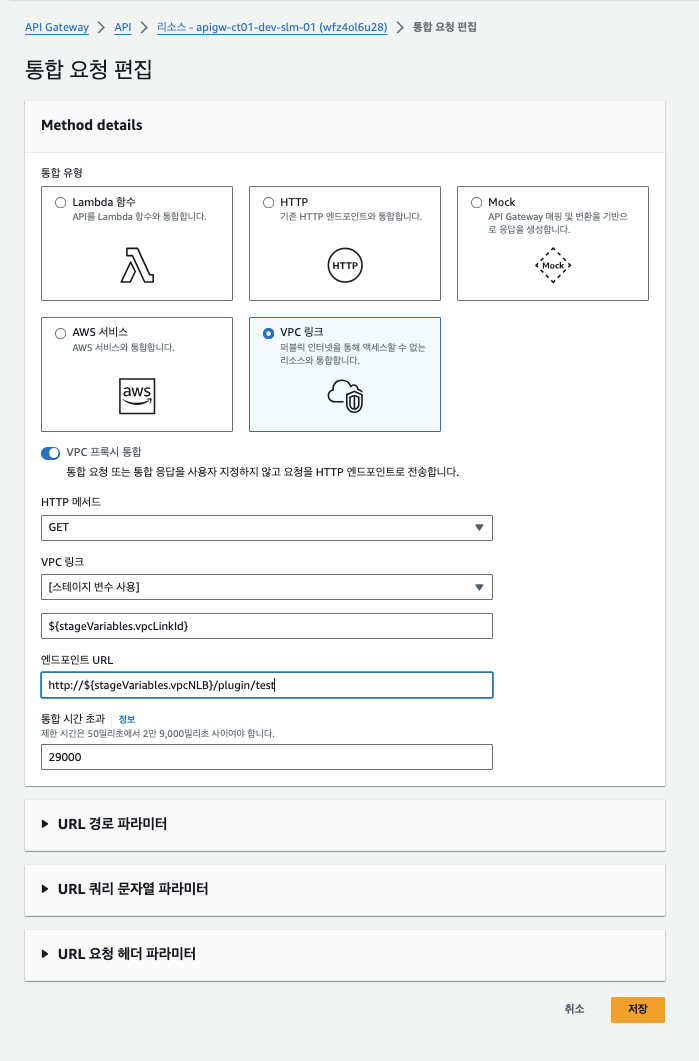 API Gateway > API > 리소스 - apigw-ct01-dev-slm-01 (wfz4ol6u28) > 통합 요청 편집
통합 요청 편집
Method details
통합 유형
Lambda 함수
API를 Lambda 함수와 통합합니다.
HTTP
기존 HTTP 엔드포인트와 통합합니다.
HTTP
Mock
API Gateway 매핑 및 변환을 기반으
로 응답을 생성합니다.
Mock
AWS 서비스
AWS 서비스와 통합합니다.
aws
VPC 링크
퍼블릭 인터넷을 통해 액세스할 수 없는
리소스와 통합합니다.
VPC 프록시 통합
통합 요청 또는 통합 응답을 사용자 지정하지 않고 요청을 HTTP 엔드포인트로 전송합니다.
HTTP 메서드
GET
VPC 링크
[스테이지 변수 사용]
${stageVariables.vpcLinkId}
엔드포인트 URL
http://${stageVariables.vpcNLB}/plugin/test
통합 시간 초과 정보
제한 시간은 50밀리초에서 2만 9,000밀리초 사이여야 합니다.
29000
URL 경로 파라미터
URL 쿼리 문자열 파라미터
URL 요청 헤더 파라미터
취소 저장